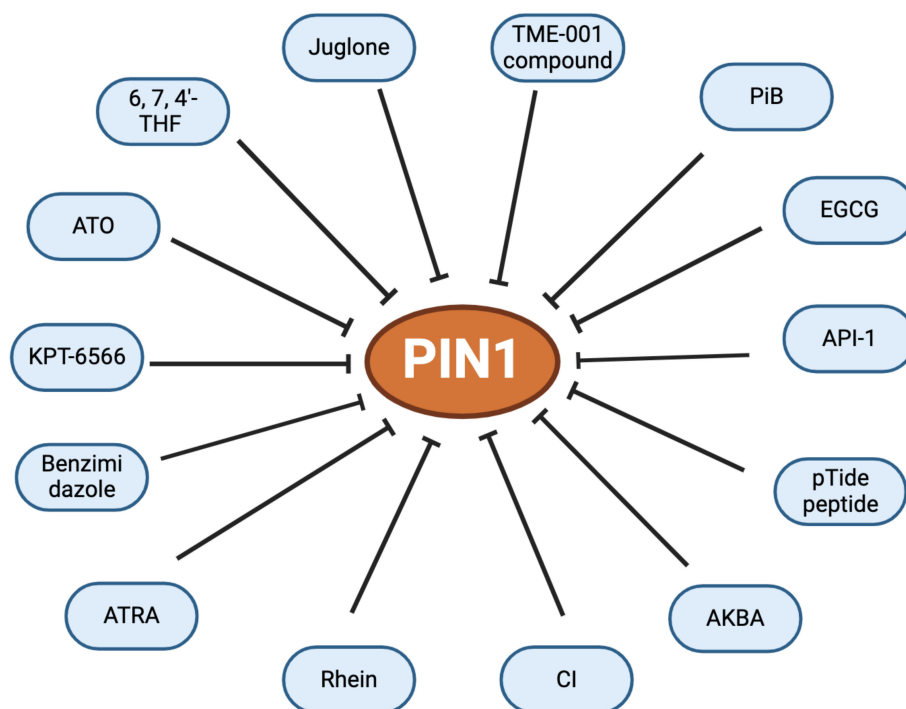 Juglone
TME-001
compound
6, 7, 4'-
THF
PiB
ATO
EGCG
KPT-6566
PIN1
API-1
Benzimi
dazole
pTide
peptide
ATRA
AKBA
Rhein
CI